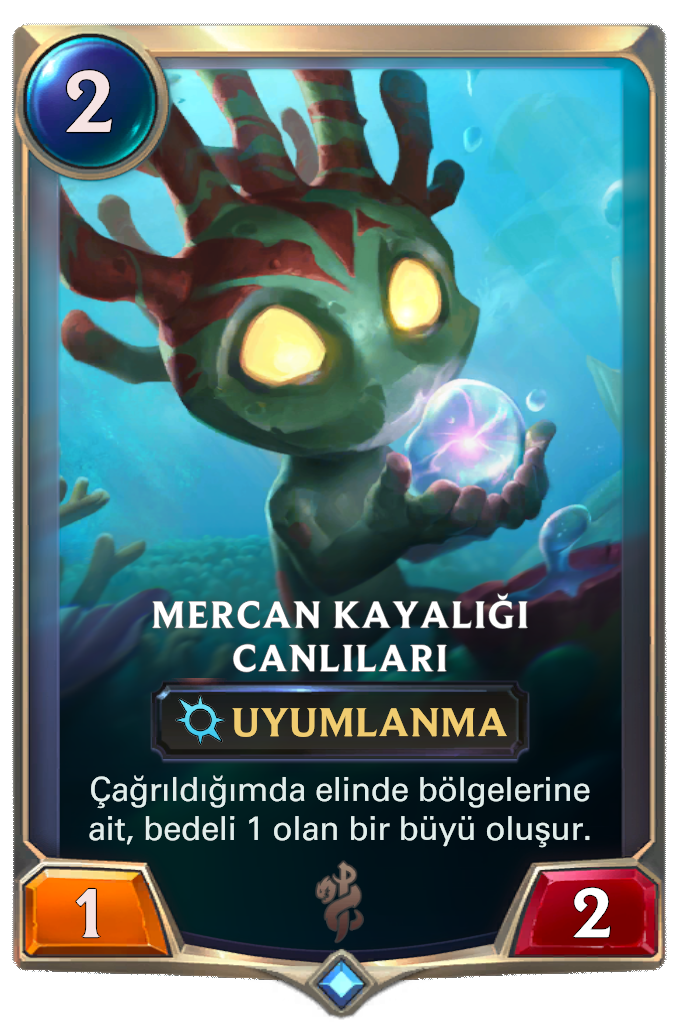 2
MERCAN KAYALIĞI
CANLILARI
UYUMLANMA
Çağrıldığımda elinde bölgelerine
ait, bedeli 1 olan bir büyü oluşur.
1
2